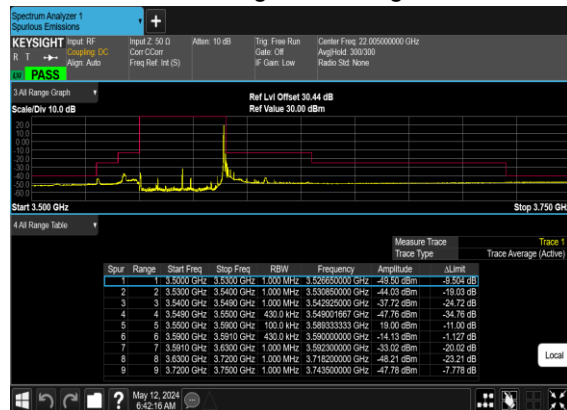 Spectrum Analyzer 1
Spurious Emissions
+
KEYSIGHT Input: RF Input Z: 50 Ω Atten: 10 dB Trig: Free Run Center Freq: 22.005000000 GHz
R T Coupling: DC Corr CCorr Gate: Off Avg|Hold: 300/300
Align: Auto Freq Ref: Int (S) IF Gain: Low Radio Std: None
PASS
3 All Range Graph
Ref Lvl Offset 30.44 dB
Scale/Div 10.0 dB Ref Value 30.00 dBm
20.0
10.0
0.00
-10.0
-20.0
-30.0
-40.0
-50.0
-60.0
Start 3.500 GHz Stop 3.750 GHz
4 All Range Table
Measure Trace Trace 1
Trace Type Trace Average (Active)
Spur Range Start Freq Stop Freq RBW Frequency Amplitude ΔLimit
1 1 3.5000 GHz 3.5300 GHz 1.000 MHz 3.526650000 GHz -49.50 dBm -9.504 dB
2 2 3.5300 GHz 3.5400 GHz 1.000 MHz 3.530850000 GHz -44.03 dBm -19.03 dB
3 3 3.5400 GHz 3.5490 GHz 1.000 MHz 3.542925000 GHz -37.72 dBm -24.72 dB
4 4 3.5490 GHz 3.5500 GHz 430.0 kHz 3.549001667 GHz -47.76 dBm -34.76 dB
5 5 3.5500 GHz 3.5900 GHz 100.0 kHz 3.589333333 GHz 19.00 dBm -11.00 dB
6 6 3.5900 GHz 3.5910 GHz 430.0 kHz 3.590000000 GHz -14.13 dBm -1.127 dB
7 7 3.5910 GHz 3.6300 GHz 1.000 MHz 3.592300000 GHz -33.02 dBm -20.02 dB
8 8 3.6300 GHz 3.7200 GHz 1.000 MHz 3.718200000 GHz -48.21 dBm -23.21 dB
9 9 3.7200 GHz 3.7500 GHz 1.000 MHz 3.743500000 GHz -47.78 dBm -7.778 dB
Local
? May 12, 2024
6:42:16 AM